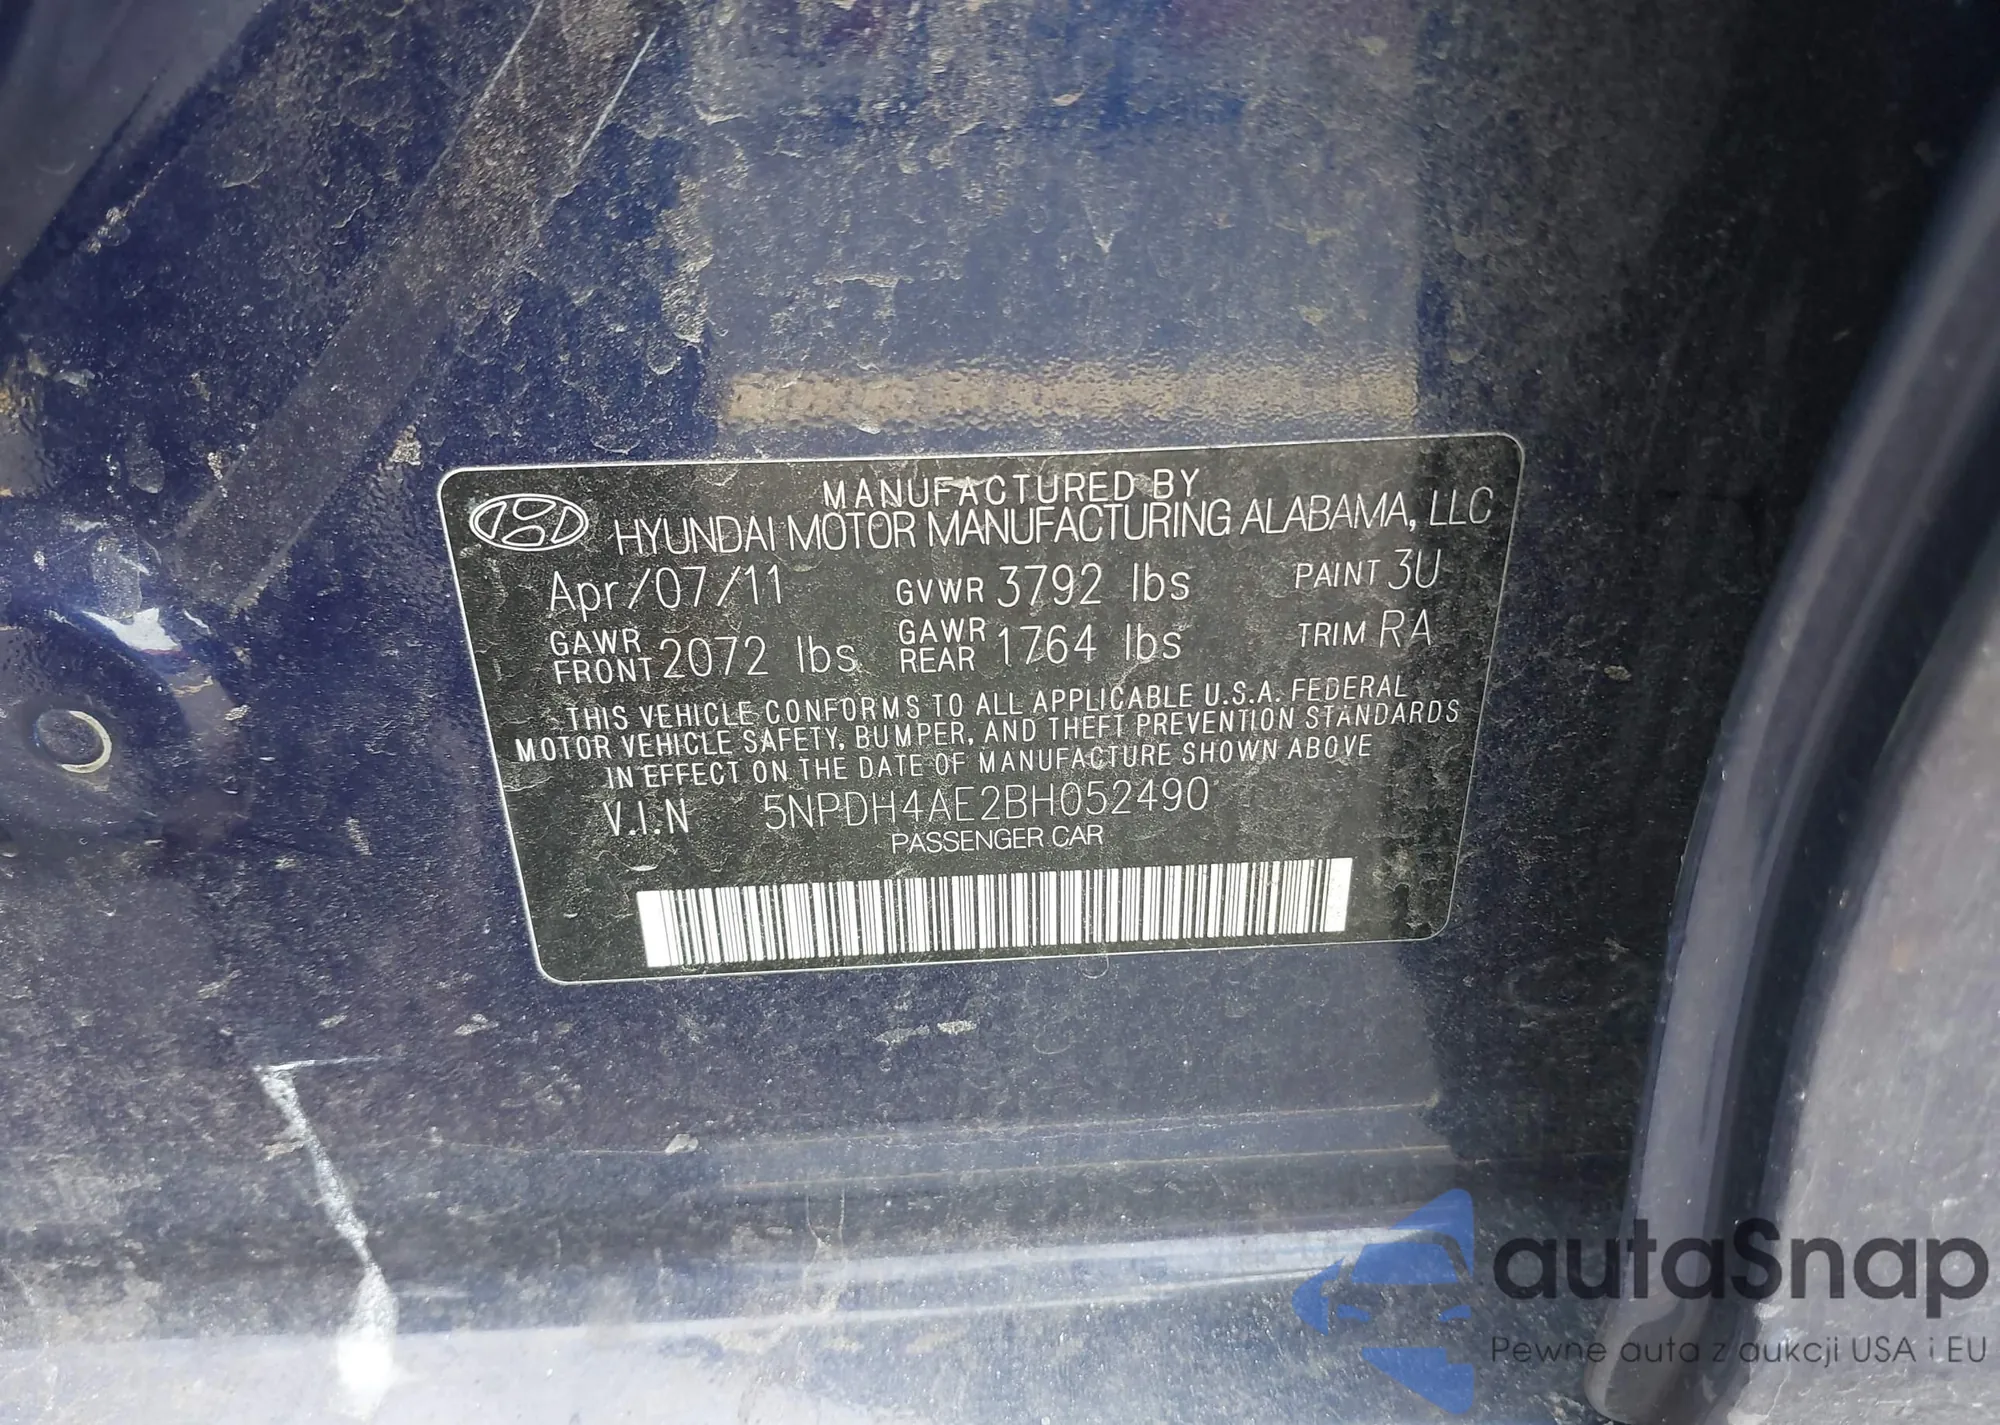 MANUFACTURED BY
HYUNDAI MOTOR MANUFACTURING ALABAMA, LLC
Apr/07/11 GVWR 3792 lbs PAINT 3U
GAWR FRONT 2072 lbs GAWR REAR 1764 lbs TRIM RA
THIS VEHICLE CONFORMS TO ALL APPLICABLE U.S.A. FEDERAL
MOTOR VEHICLE SAFETY, BUMPER, AND THEFT PREVENTION STANDARDS
IN EFFECT ON THE DATE OF MANUFACTURE SHOWN ABOVE
V.I.N 5NPDH4AE2BH052490
PASSENGER CAR
autaSnap
Pewne auta z aukcji USA i EU